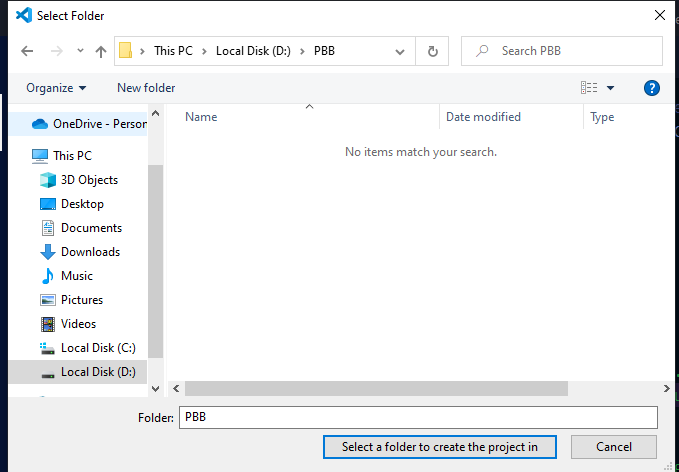 Select Folder
This PC > Local Disk (D:) > PBB
Search PBB
Organize
New folder
?
Name
Date modified
Type
No items match your search.
OneDrive - Person
This PC
3D Objects
Desktop
Documents
Downloads
Music
Pictures
Videos
Local Disk (C:)
Local Disk (D:)
Folder: PBB
Select a folder to create the project in
Cancel